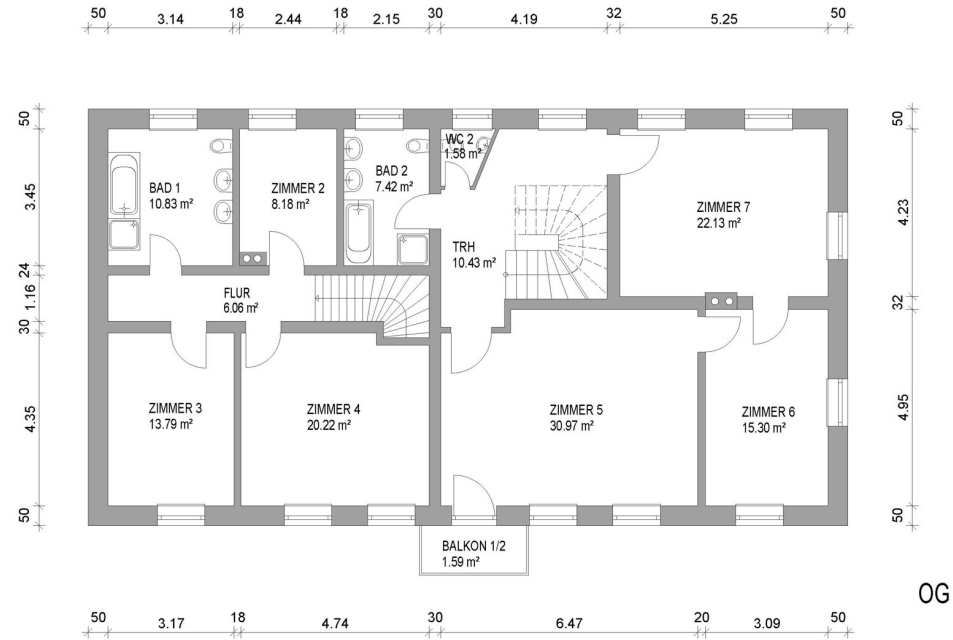 50 3.14 18 2.44 18 2.15 30 4.19 32 5.25 50
50
3.45
24
1.16
30
4.35
50
BAD 1
10.83 m²
ZIMMER 2
8.18 m²
BAD 2
7.42 m²
WC 2
1.58 m²
TRH
10.43 m²
ZIMMER 7
22.13 m²
FLUR
6.06 m²
ZIMMER 3
13.79 m²
ZIMMER 4
20.22 m²
ZIMMER 5
30.97 m²
ZIMMER 6
15.30 m²
BALKON 1/2
1.59 m²
50
4.23
32
4.95
50
OG
50 3.17 18 4.74 30 6.47 20 3.09 50